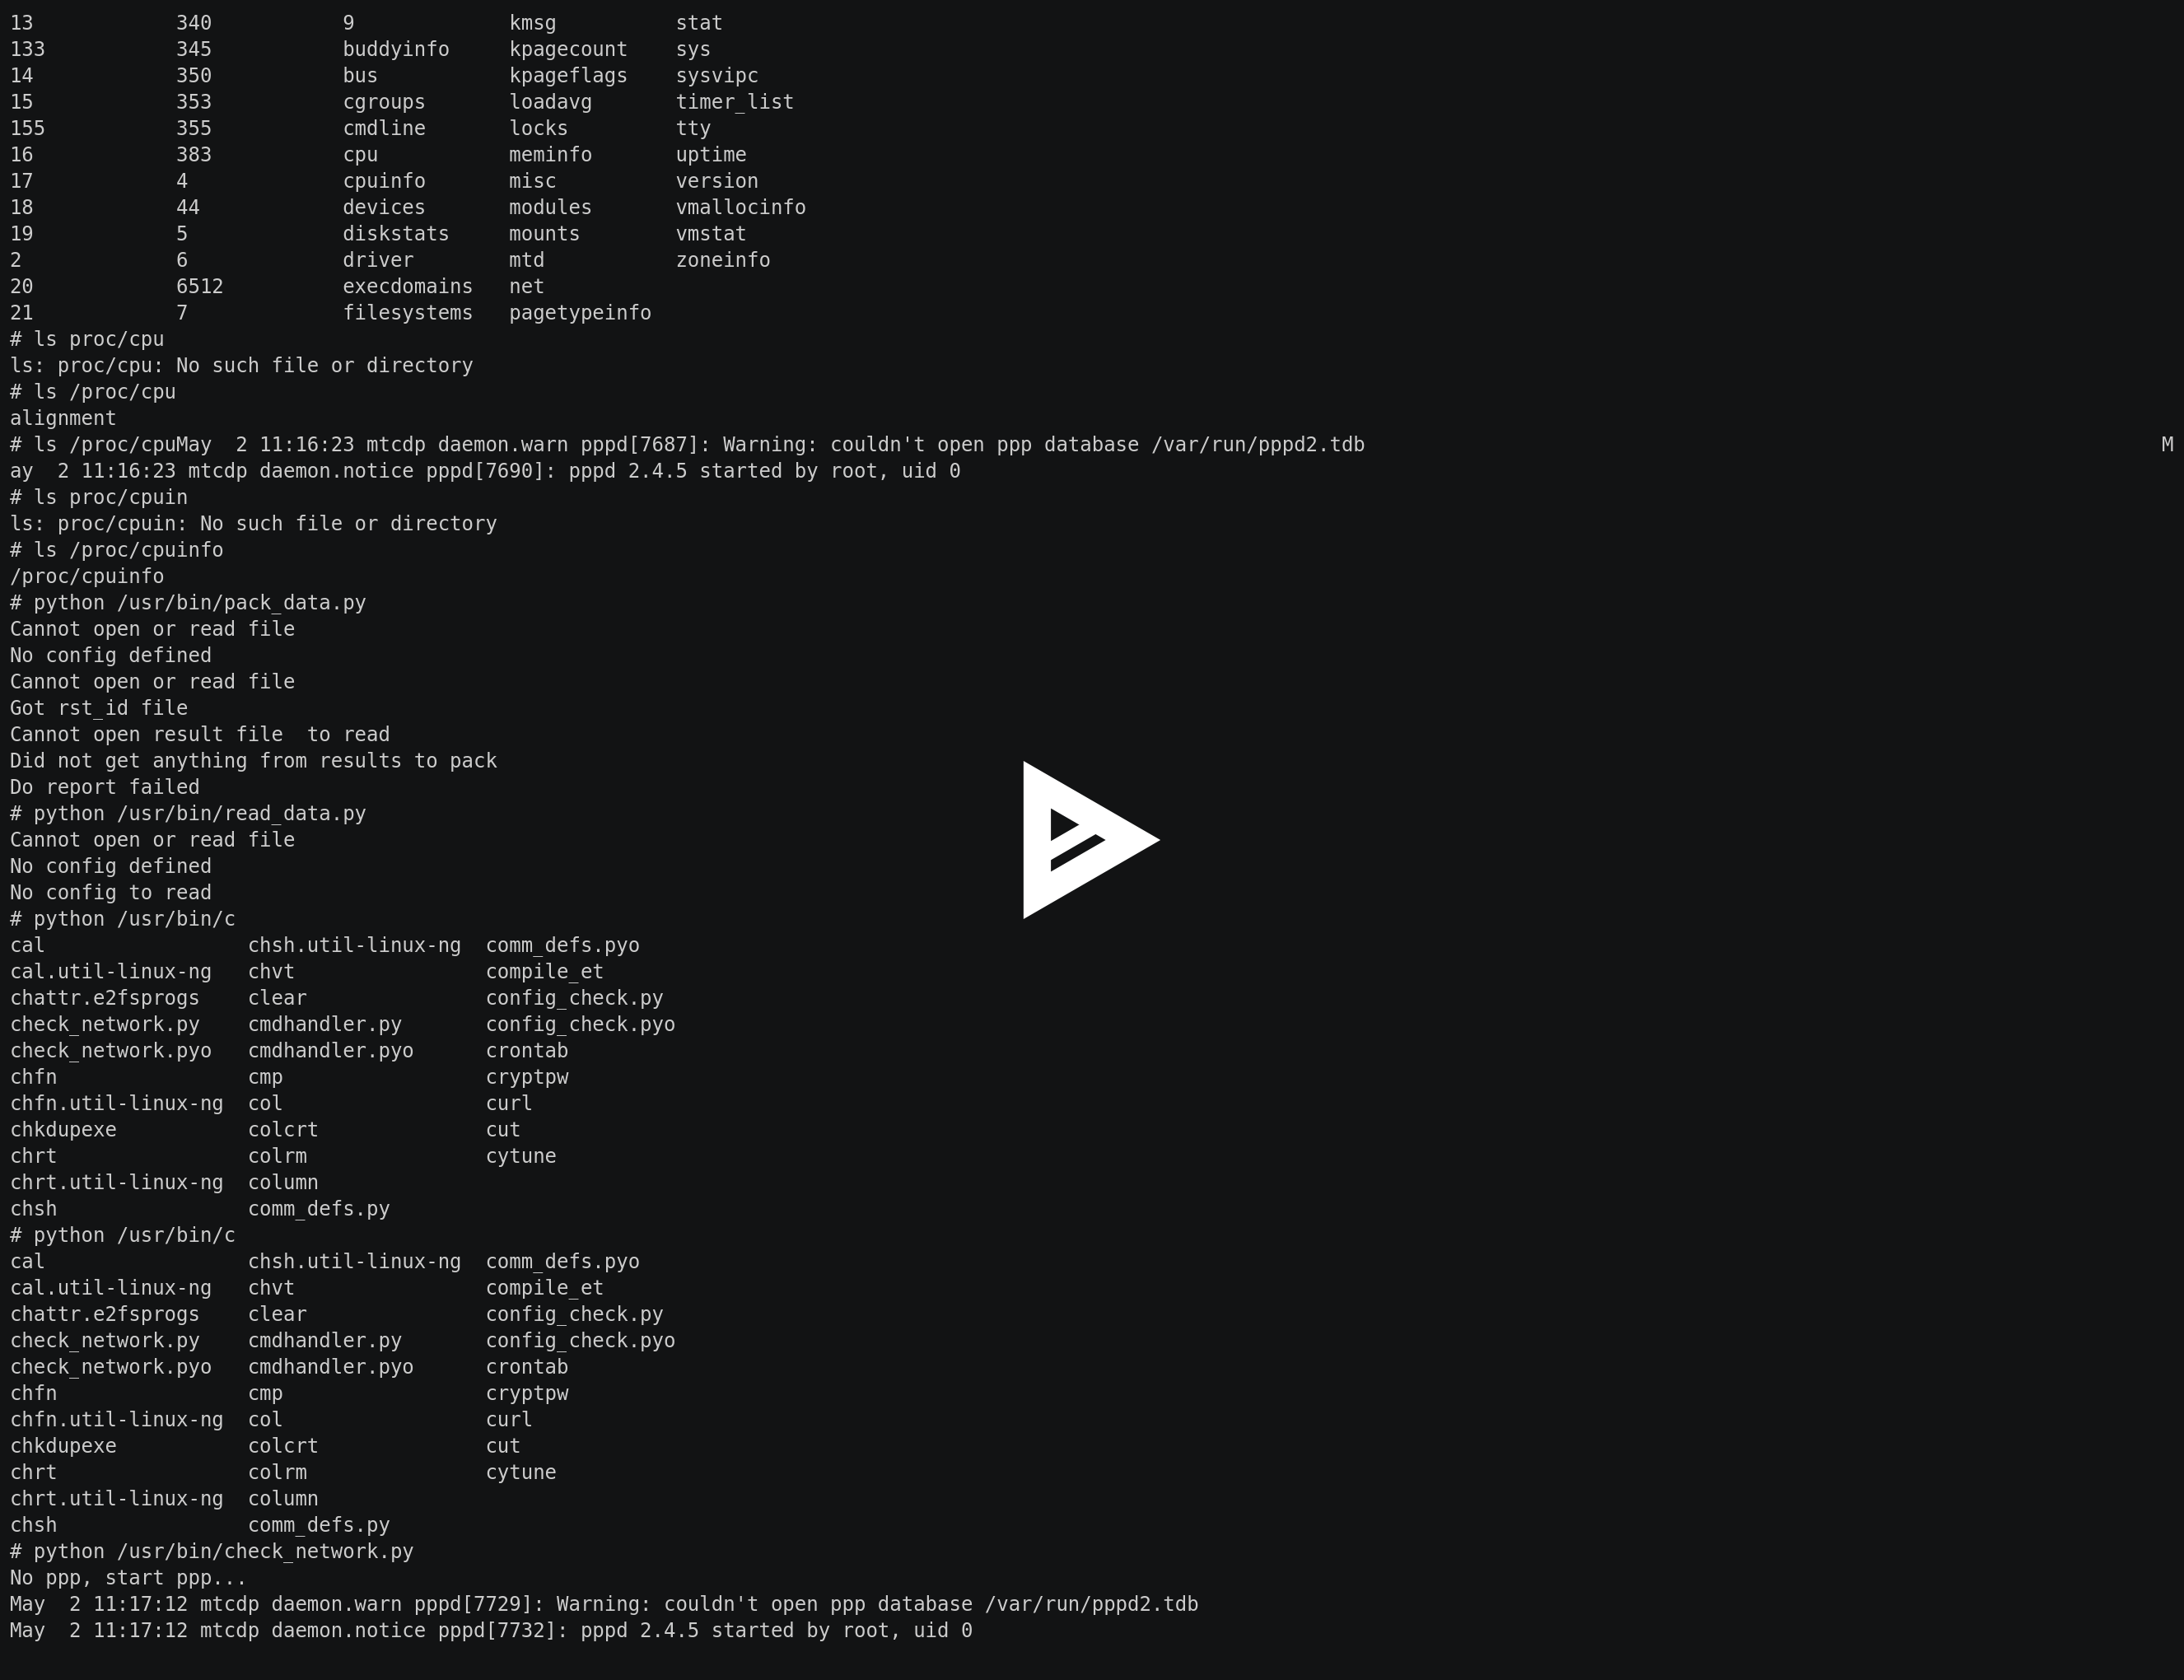 13            340           9             kmsg          stat
133           345           buddyinfo     kpagecount    sys
14            350           bus           kpageflags    sysvipc
15            353           cgroups       loadavg       timer_list
155           355           cmdline       locks         tty
16            383           cpu           meminfo       uptime
17            4             cpuinfo       misc          version
18            44            devices       modules       vmallocinfo
19            5             diskstats     mounts        vmstat
2             6             driver        mtd           zoneinfo
20            6512          execdomains   net
21            7             filesystems   pagetypeinfo
# ls proc/cpu
ls: proc/cpu: No such file or directory
# ls /proc/cpu
alignment
# ls /proc/cpuMay  2 11:16:23 mtcdp daemon.warn pppd[7687]: Warning: couldn't open ppp database /var/run/pppd2.tdb                                                                   M
ay  2 11:16:23 mtcdp daemon.notice pppd[7690]: pppd 2.4.5 started by root, uid 0
# ls proc/cpuin
ls: proc/cpuin: No such file or directory
# ls /proc/cpuinfo
/proc/cpuinfo
# python /usr/bin/pack_data.py
Cannot open or read file
No config defined
Cannot open or read file
Got rst_id file
Cannot open result file  to read
Did not get anything from results to pack
Do report failed
# python /usr/bin/read_data.py
Cannot open or read file
No config defined
No config to read
# python /usr/bin/c
cal                 chsh.util-linux-ng  comm_defs.pyo
cal.util-linux-ng   chvt                compile_et
chattr.e2fsprogs    clear               config_check.py
check_network.py    cmdhandler.py       config_check.pyo
check_network.pyo   cmdhandler.pyo      crontab
chfn                cmp                 cryptpw
chfn.util-linux-ng  col                 curl
chkdupexe           colcrt              cut
chrt                colrm               cytune
chrt.util-linux-ng  column
chsh                comm_defs.py
# python /usr/bin/c
cal                 chsh.util-linux-ng  comm_defs.pyo
cal.util-linux-ng   chvt                compile_et
chattr.e2fsprogs    clear               config_check.py
check_network.py    cmdhandler.py       config_check.pyo
check_network.pyo   cmdhandler.pyo      crontab
chfn                cmp                 cryptpw
chfn.util-linux-ng  col                 curl
chkdupexe           colcrt              cut
chrt                colrm               cytune
chrt.util-linux-ng  column
chsh                comm_defs.py
# python /usr/bin/check_network.py
No ppp, start ppp...
May  2 11:17:12 mtcdp daemon.warn pppd[7729]: Warning: couldn't open ppp database /var/run/pppd2.tdb
May  2 11:17:12 mtcdp daemon.notice pppd[7732]: pppd 2.4.5 started by root, uid 0